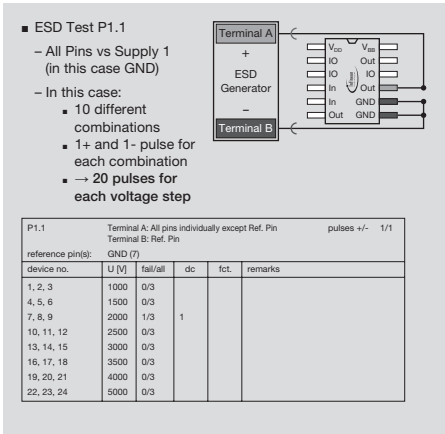 ■ ESD Test P1.1
– All Pins vs Supply 1
(in this case GND)
– In this case:
■ 10 different
combinations
■ 1+ and 1- pulse for
each combination
■ → 20 pulses for
each voltage step
Terminal A
+
ESD
Generator
–
Terminal B
VDD VBB
IO Out
IO IO
In Out
In GND
Out GND
P1.1 Terminal A: All pins individually except Ref. Pin pulses +/- 1/1
Terminal B: Ref. Pin
reference pin(s): GND (7)
device no. U [V] fail/all dc fct. remarks
1, 2, 3 1000 0/3
4, 5, 6 1500 0/3
7, 8, 9 2000 1/3 1
10, 11, 12 2500 0/3
13, 14, 15 3000 0/3
16, 17, 18 3500 0/3
19, 20, 21 4000 0/3
22, 23, 24 5000 0/3